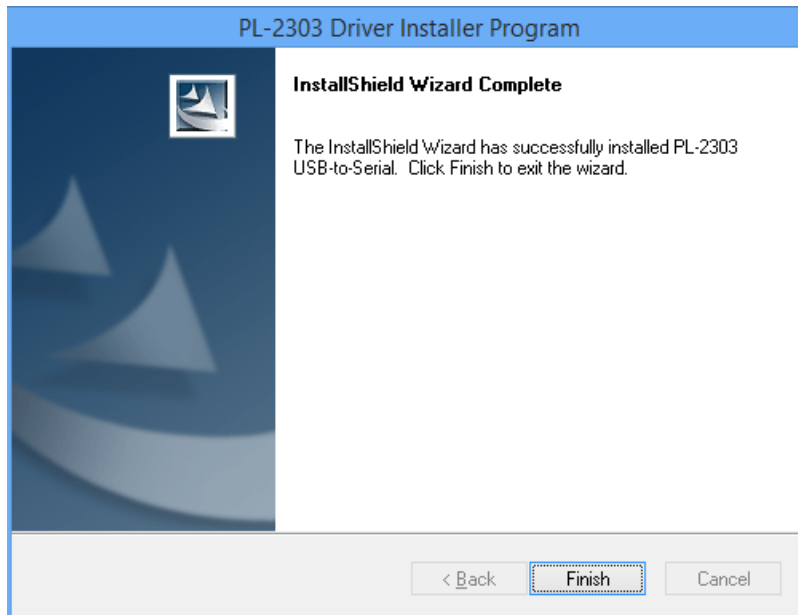 PL-2303 Driver Installer Program
InstallShield Wizard Complete
The InstallShield Wizard has successfully installed PL-2303
USB-to-Serial. Click Finish to exit the wizard.
< Back Finish Cancel